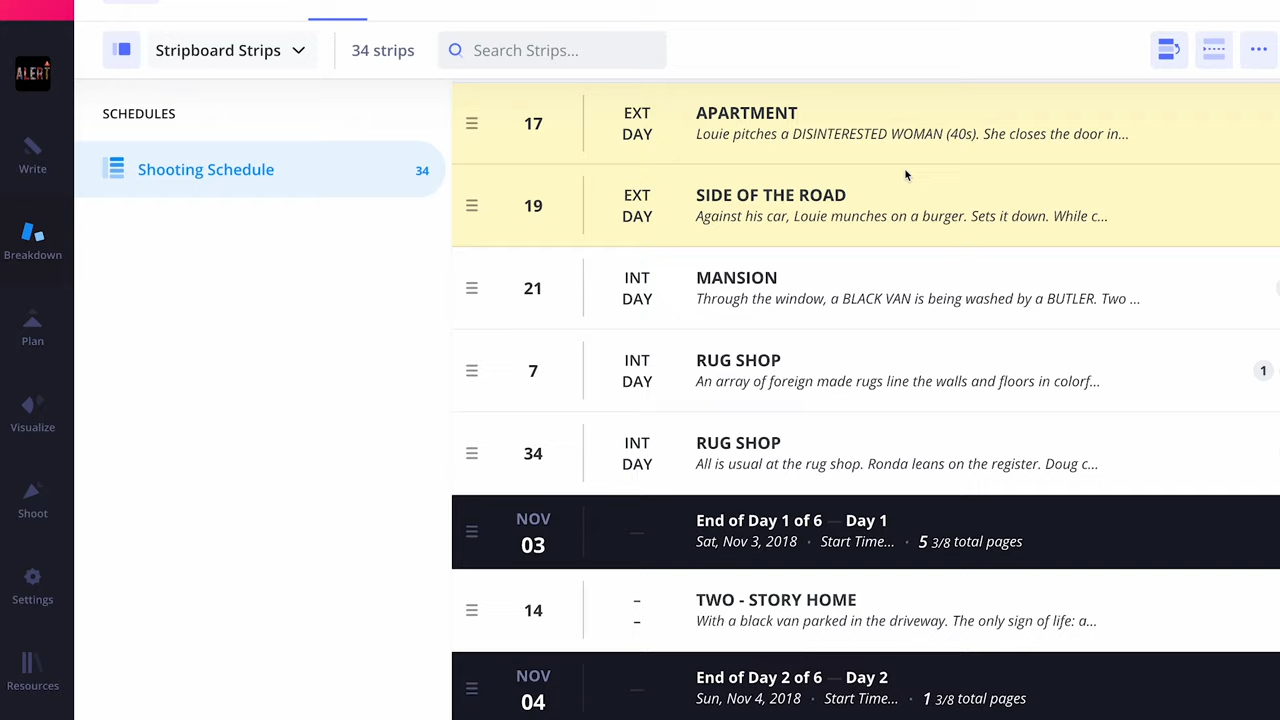 Stripboard Strips
34 strips
Search Strips...
ALERT
SCHEDULES
Shooting Schedule
34
Write
Breakdown
Plan
Visualize
Shoot
Settings
Resources
17
EXT
DAY
APARTMENT
Louie pitches a DISINTERESTED WOMAN (40s). She closes the door in...
19
EXT
DAY
SIDE OF THE ROAD
Against his car, Louie munches on a burger. Sets it down. While c...
21
INT
DAY
MANSION
Through the window, a BLACK VAN is being washed by a BUTLER. Two ...
7
INT
DAY
RUG SHOP
An array of foreign made rugs line the walls and floors in colorf...
1
34
INT
DAY
RUG SHOP
All is usual at the rug shop. Ronda leans on the register. Doug c...
NOV
03
—
End of Day 1 of 6 — Day 1
Sat, Nov 3, 2018 · Start Time... · 5 3/8 total pages
14
–
–
TWO - STORY HOME
With a black van parked in the driveway. The only sign of life: a...
NOV
04
—
End of Day 2 of 6 — Day 2
Sun, Nov 4, 2018 · Start Time... · 1 3/8 total pages